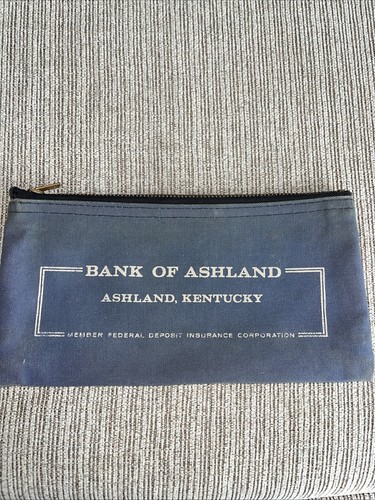 BANK OF ASHLAND
ASHLAND, KENTUCKY
MEMBER FEDERAL DEPOSIT INSURANCE CORPORATION